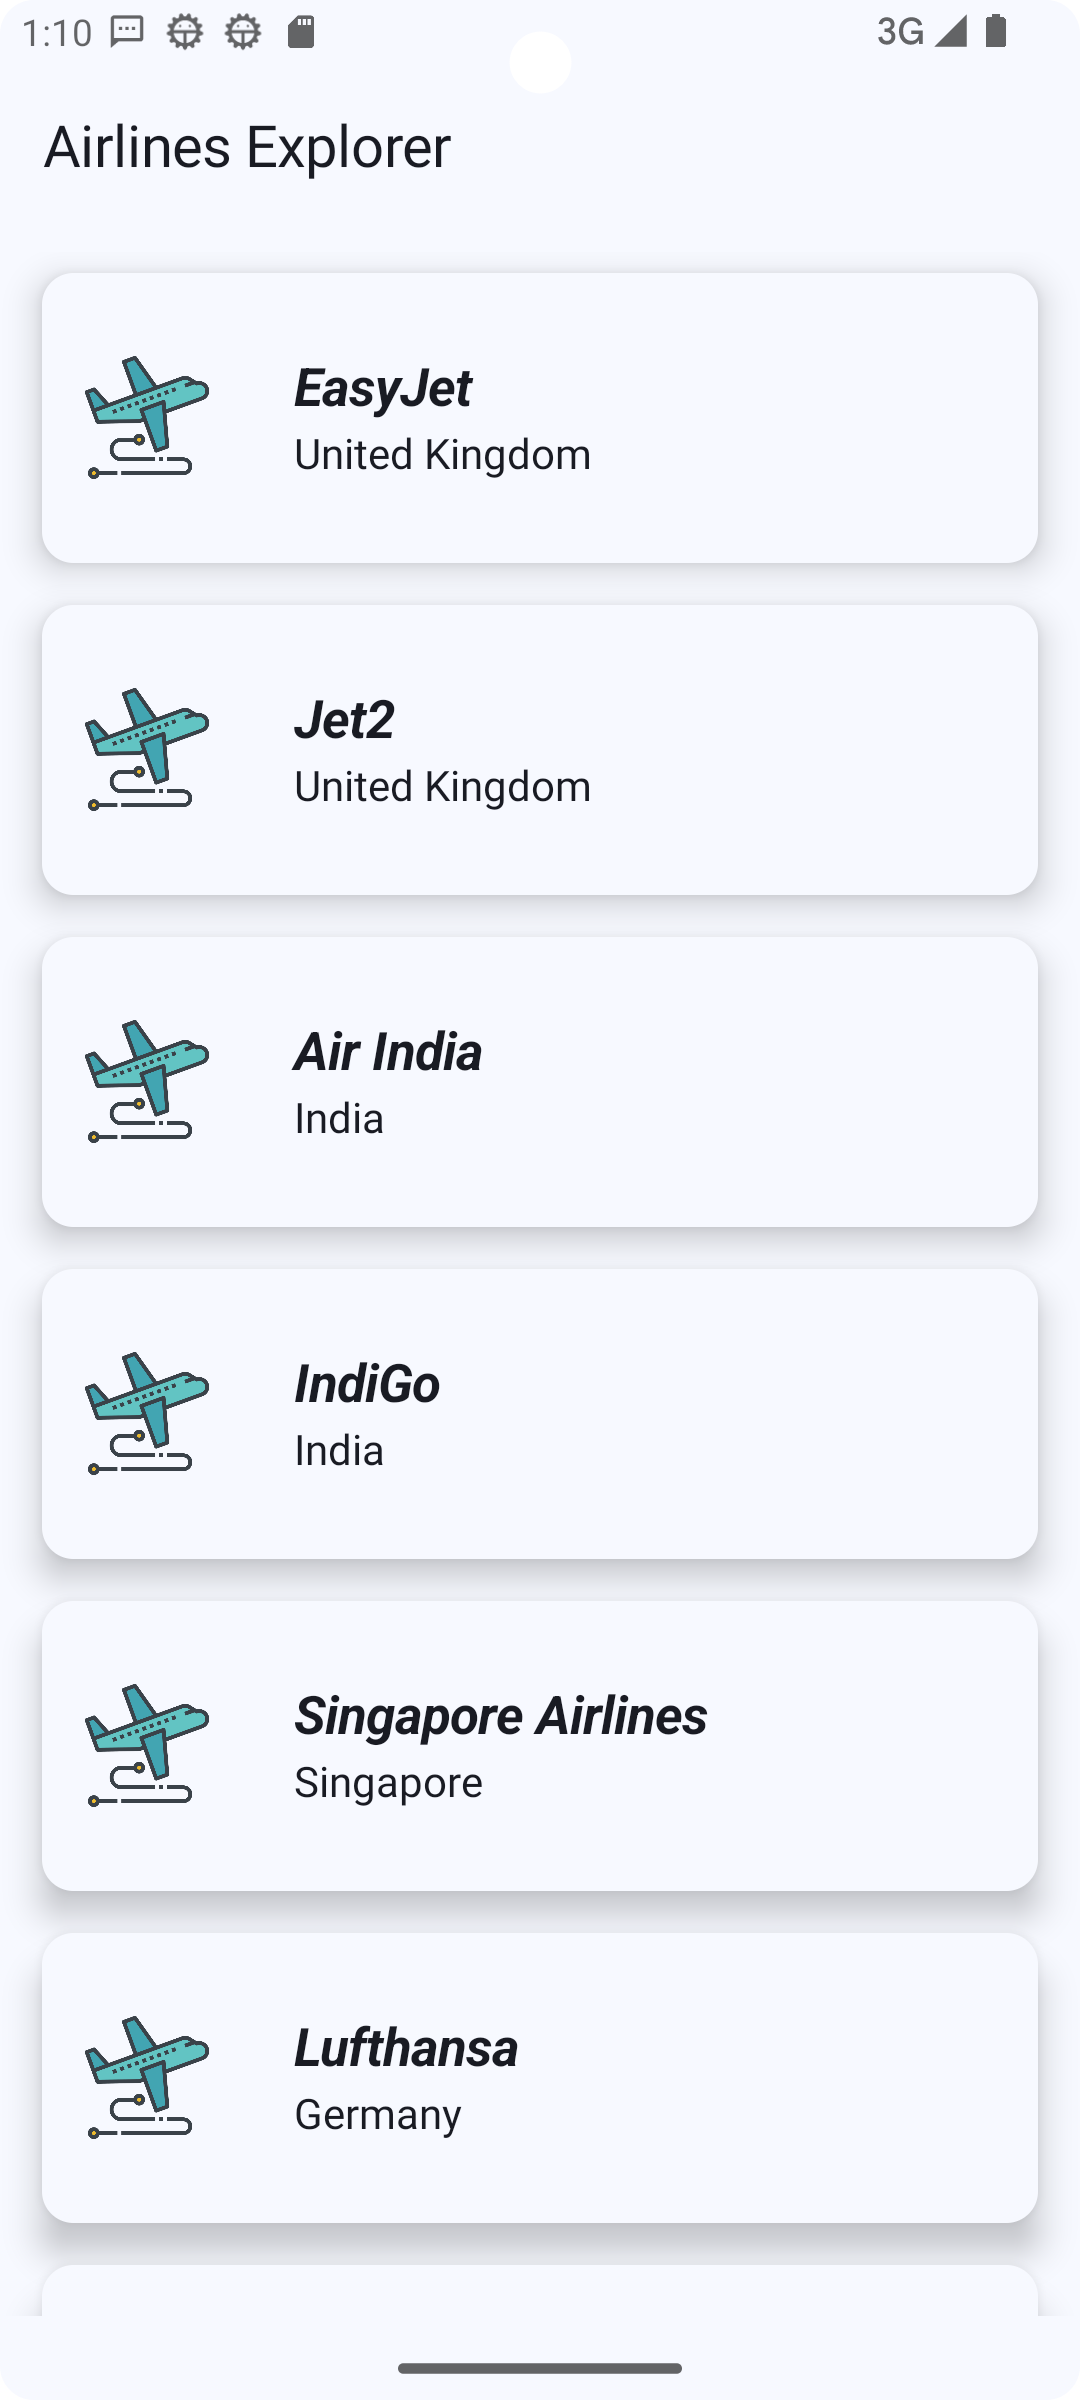 1:10
3G
Airlines Explorer
EasyJet
United Kingdom
Jet2
United Kingdom
Air India
India
IndiGo
India
Singapore Airlines
Singapore
Lufthansa
Germany